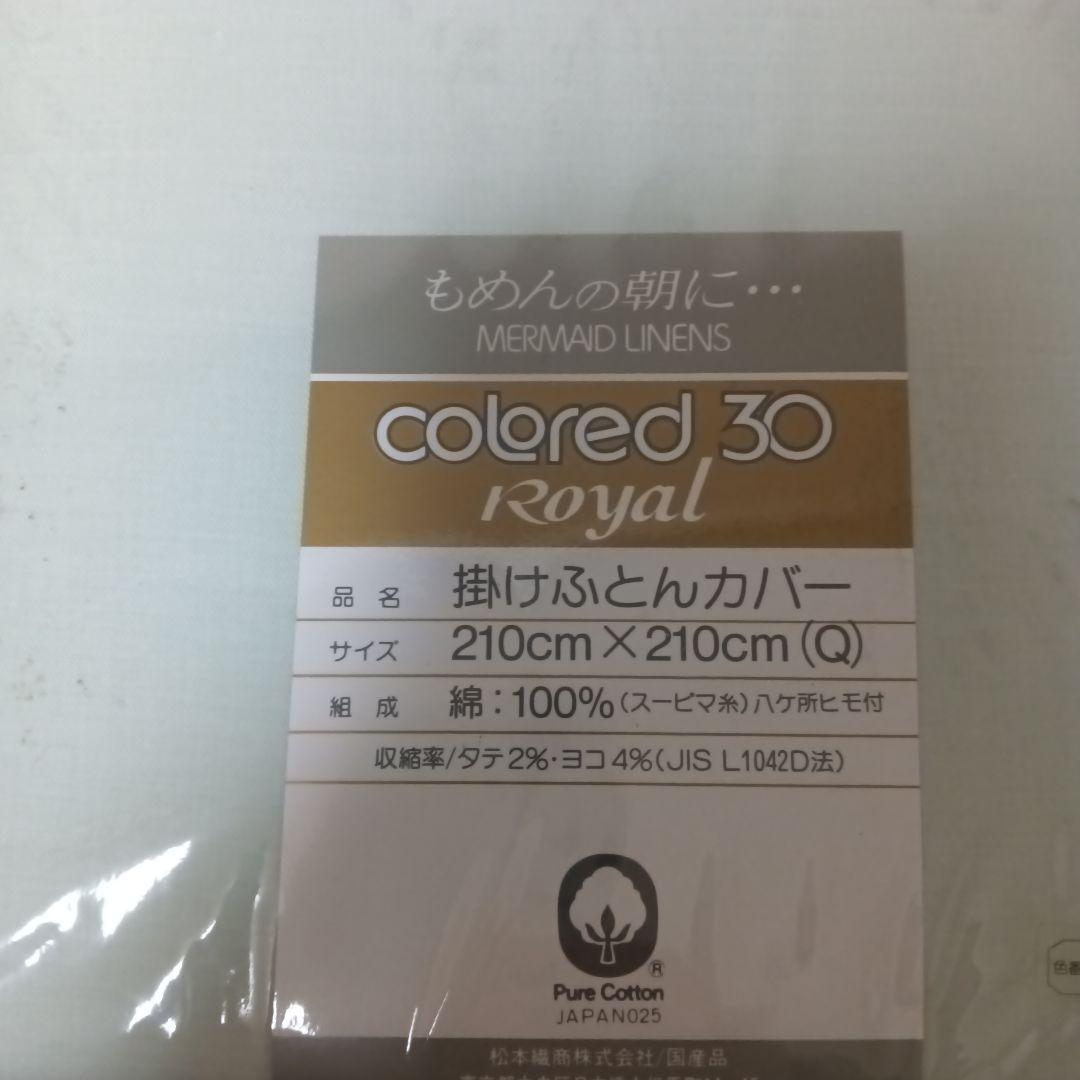 もめんの朝に…
MERMAID LINENS
colored 30
Royal
品名 掛けふとんカバー
サイズ 210cm×210cm(Q)
組成 綿:100%(スーピマ糸)八ケ所ヒモ付
収縮率/タテ2%・ヨコ4%(JIS L1042D法)
®
Pure Cotton
JAPAN025
色番
松本繊商株式会社/国産品